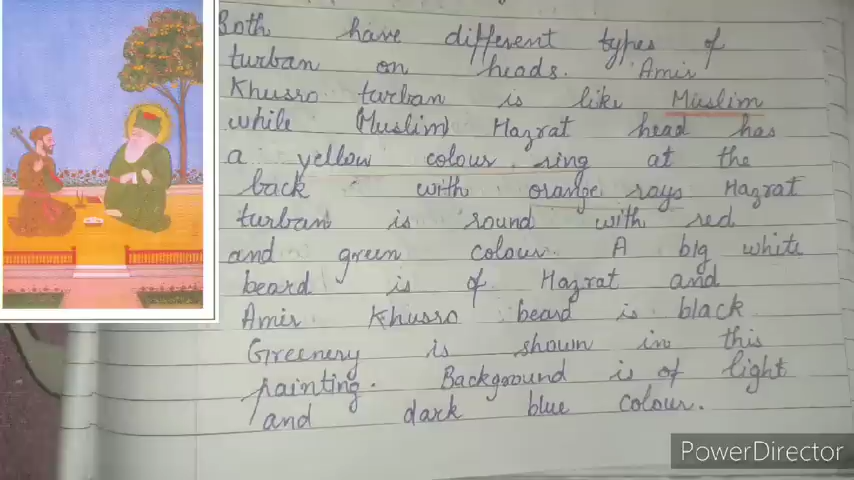 Both have different types of
turban on heads. Amir
Khusro turban is like Muslim
while (Muslim) Hazrat head has
a yellow colour ring at the
back with orange rays Hazrat
turban is round with red
and green colour. A big white
beard is of Hazrat and
Amir Khusro beard is black
Greenery is shown in this
painting. Background is of light
and dark blue colour.
PowerDirector